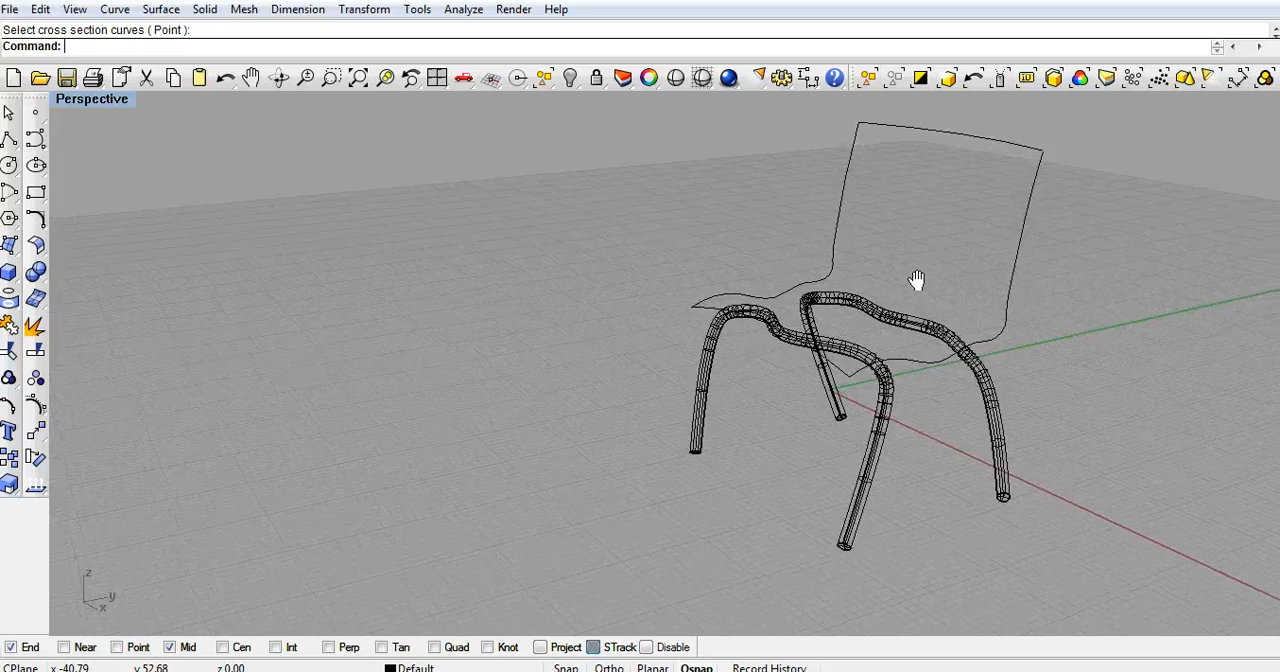 File Edit View Curve Surface Solid Mesh Dimension Transform Tools Analyze Render Help
Select cross section curves ( Point ):
Command:
Perspective
z
y
x
End Near Point Mid Cen Int Perp Tan Quad Knot Project STrack Disable
CPlane x -40.79 y 52.68 z 0.00 Default Snap Ortho Planar Osnap Record History